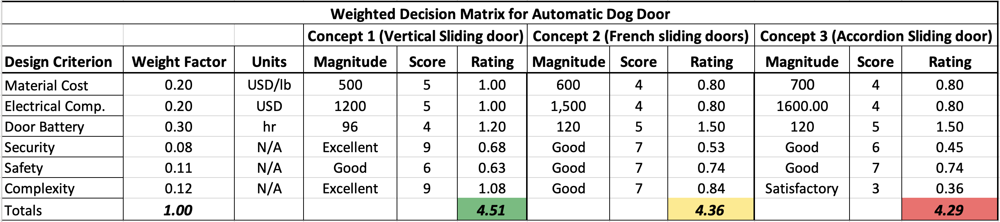 Weighted Decision Matrix for Automatic Dog Door
Concept 1 (Vertical Sliding door) Concept 2 (French sliding doors) Concept 3 (Accordion Sliding door)
Design Criterion Weight Factor Units Magnitude Score Rating Magnitude Score Rating Magnitude Score Rating
Material Cost 0.20 USD/lb 500 5 1.00 600 4 0.80 700 4 0.80
Electrical Comp. 0.20 USD 1200 5 1.00 1,500 4 0.80 1600.00 4 0.80
Door Battery 0.30 hr 96 4 1.20 120 5 1.50 120 5 1.50
Security 0.08 N/A Excellent 9 0.68 Good 7 0.53 Good 6 0.45
Safety 0.11 N/A Good 6 0.63 Good 7 0.74 Good 7 0.74
Complexity 0.12 N/A Excellent 9 1.08 Good 7 0.84 Satisfactory 3 0.36
Totals 1.00 4.51 4.36 4.29